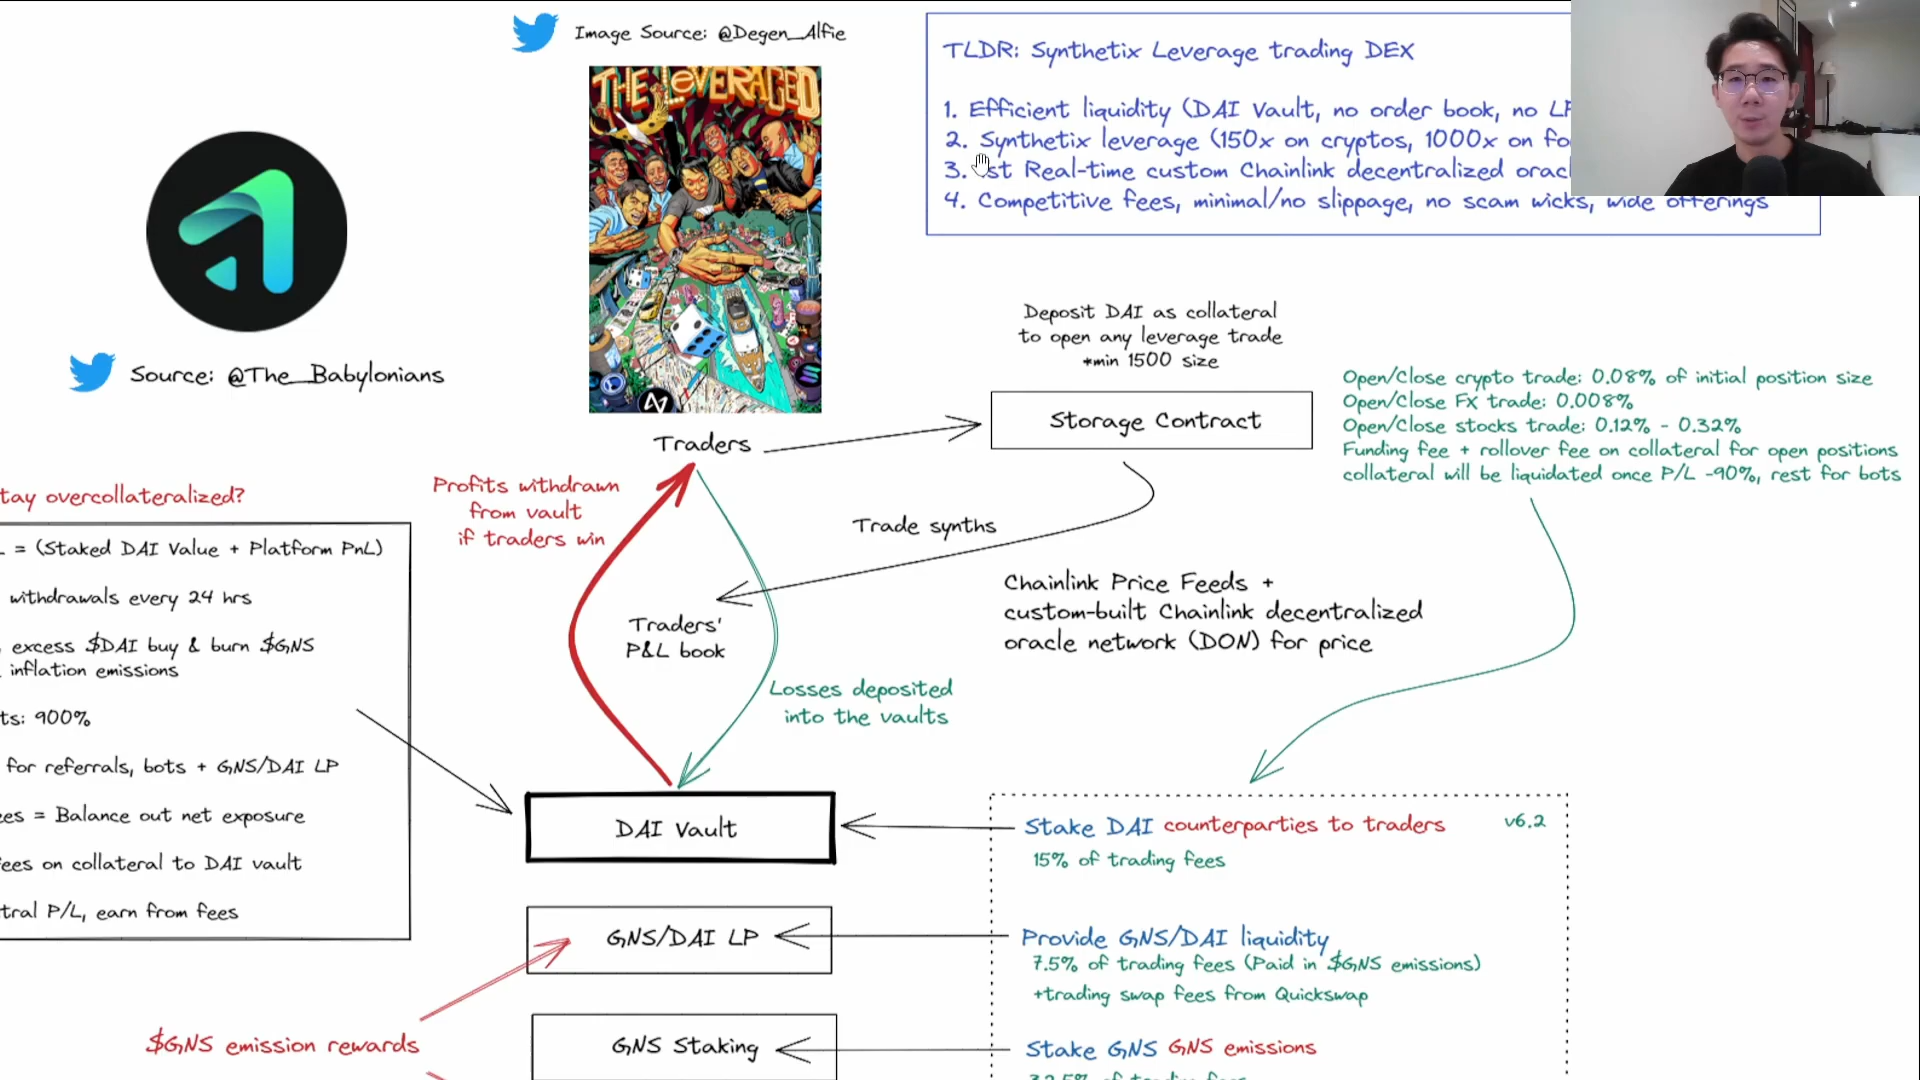 Image Source: @Degen_Alfie
THE LEVERAGED
TLDR: Synthetix Leverage trading DEX
1. Efficient liquidity (DAI Vault, no order book, no LP
2. Synthetix leverage (150x on cryptos, 1000x on fo
3. 1st Real-time custom Chainlink decentralized orac
4. Competitive fees, minimal/no slippage, no scam wicks, wide offerings
Source: @The_Babylonians
Deposit DAI as collateral
to open any leverage trade
*min 1500 size
Storage Contract
Open/Close crypto trade: 0.08% of initial position size
Open/Close FX trade: 0.008%
Open/Close stocks trade: 0.12% - 0.32%
Funding fee + rollover fee on collateral for open positions
collateral will be liquidated once P/L -90%, rest for bots
Traders
Profits withdrawn
from vault
if traders win
Trade synths
Traders'
P&L book
Chainlink Price Feeds +
custom-built Chainlink decentralized
oracle network (DON) for price
Losses deposited
into the vaults
tay overcollateralized?
= (Staked DAI Value + Platform PnL)
withdrawals every 24 hrs
excess $DAI buy & burn $GNS
inflation emissions
ts: 900%
for referrals, bots + GNS/DAI LP
ees = Balance out net exposure
ees on collateral to DAI vault
tral P/L, earn from fees
DAI Vault
GNS/DAI LP
GNS Staking
$GNS emission rewards
Stake DAI counterparties to traders
v6.2
15% of trading fees
Provide GNS/DAI liquidity
7.5% of trading fees (Paid in $GNS emissions)
+trading swap fees from Quickswap
Stake GNS GNS emissions
32.5% of trading fees